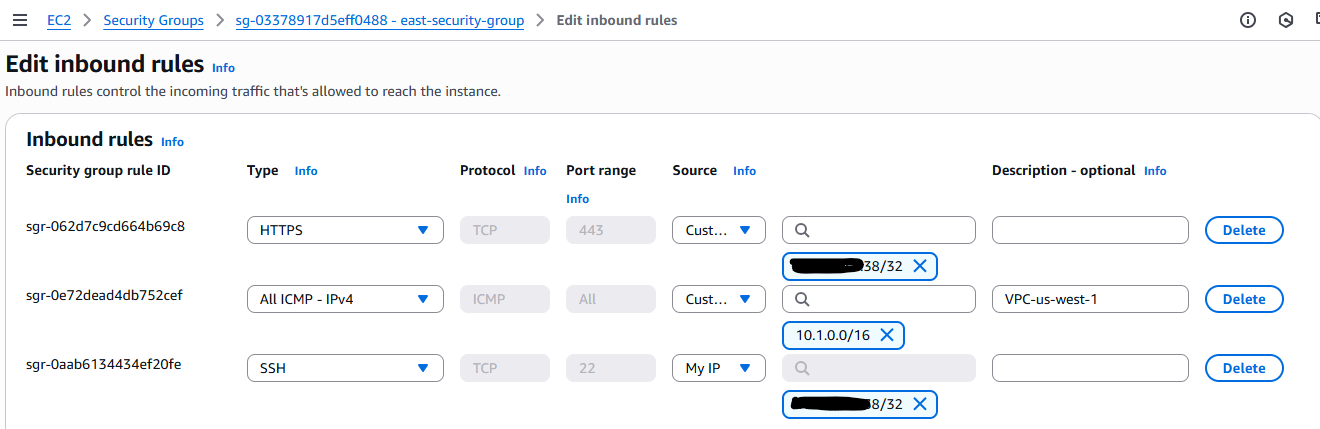 EC2 > Security Groups > sg-03378917d5eff0488 - east-security-group > Edit inbound rules
Edit inbound rules Info
Inbound rules control the incoming traffic that's allowed to reach the instance.
Inbound rules Info
Security group rule ID Type Info Protocol Info Port range Source Info Description - optional Info
Info
sgr-062d7c9cd664b69c8 HTTPS TCP 443 Cust... Delete
38/32
sgr-0e72dead4db752cef All ICMP - IPv4 ICMP All Cust... VPC-us-west-1 Delete
10.1.0.0/16
sgr-0aab6134434ef20fe SSH TCP 22 My IP Delete
8/32